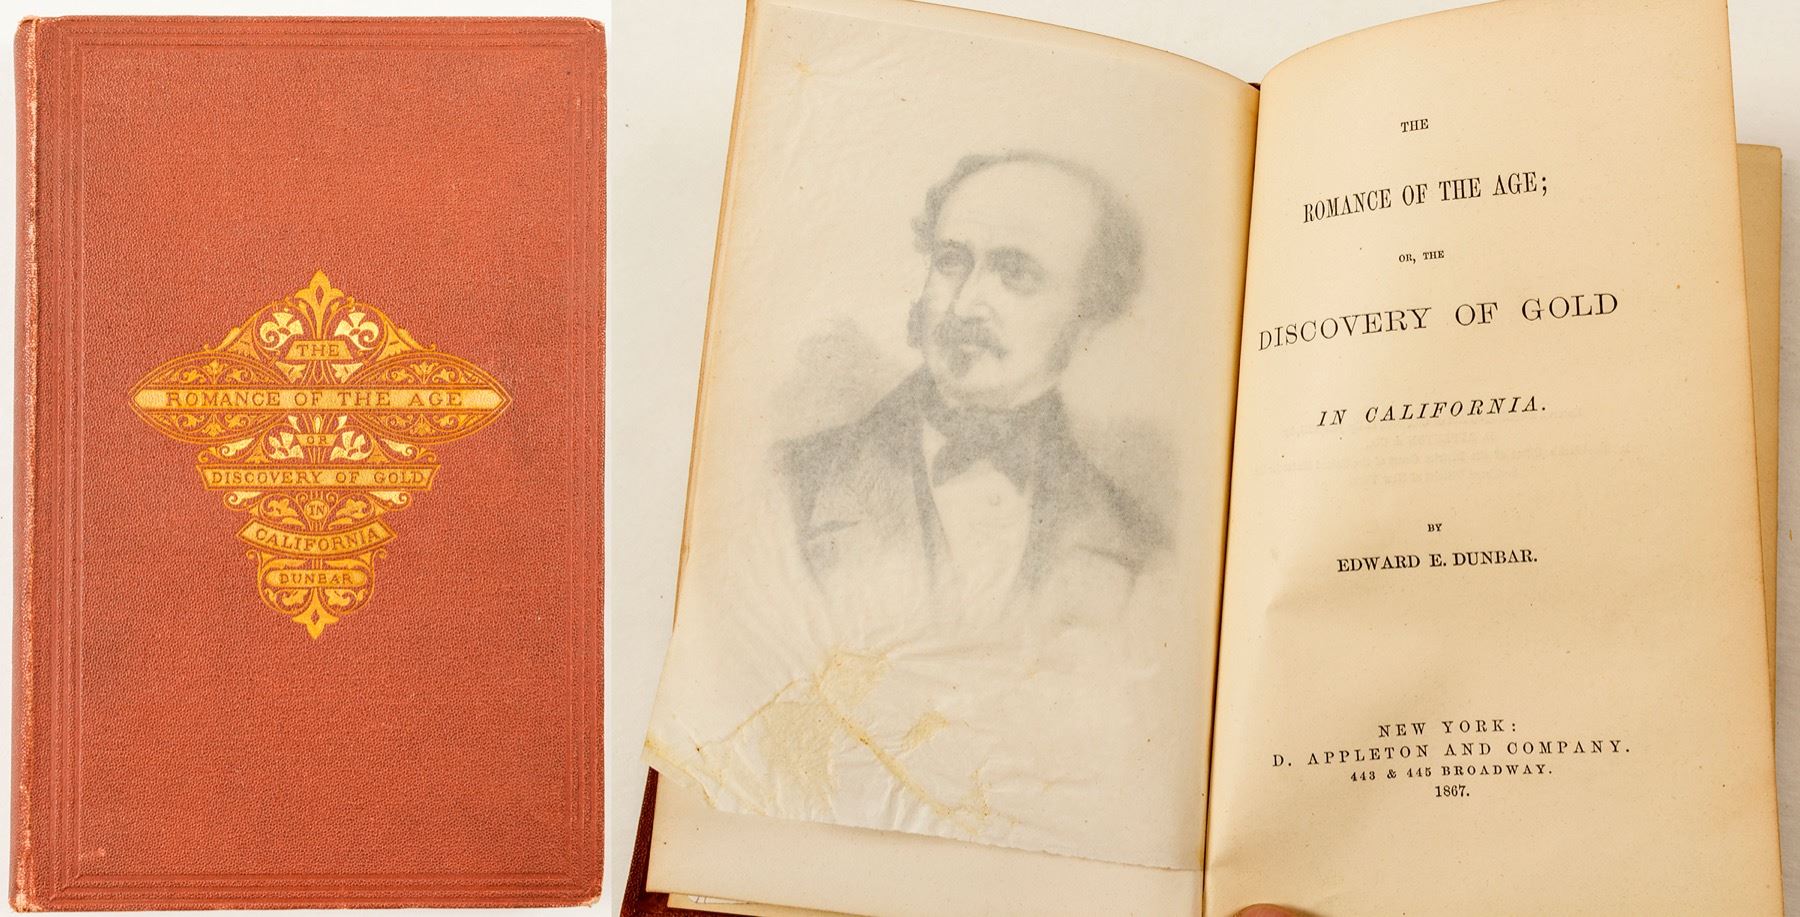 THE
ROMANCE OF THE AGE
OR
DISCOVERY OF GOLD
IN
CALIFORNIA
DUNBAR
THE
ROMANCE OF THE AGE;
OR, THE
DISCOVERY OF GOLD
IN CALIFORNIA.
BY
EDWARD E. DUNBAR.
NEW YORK:
D. APPLETON AND COMPANY.
443 & 445 BROADWAY.
1867.